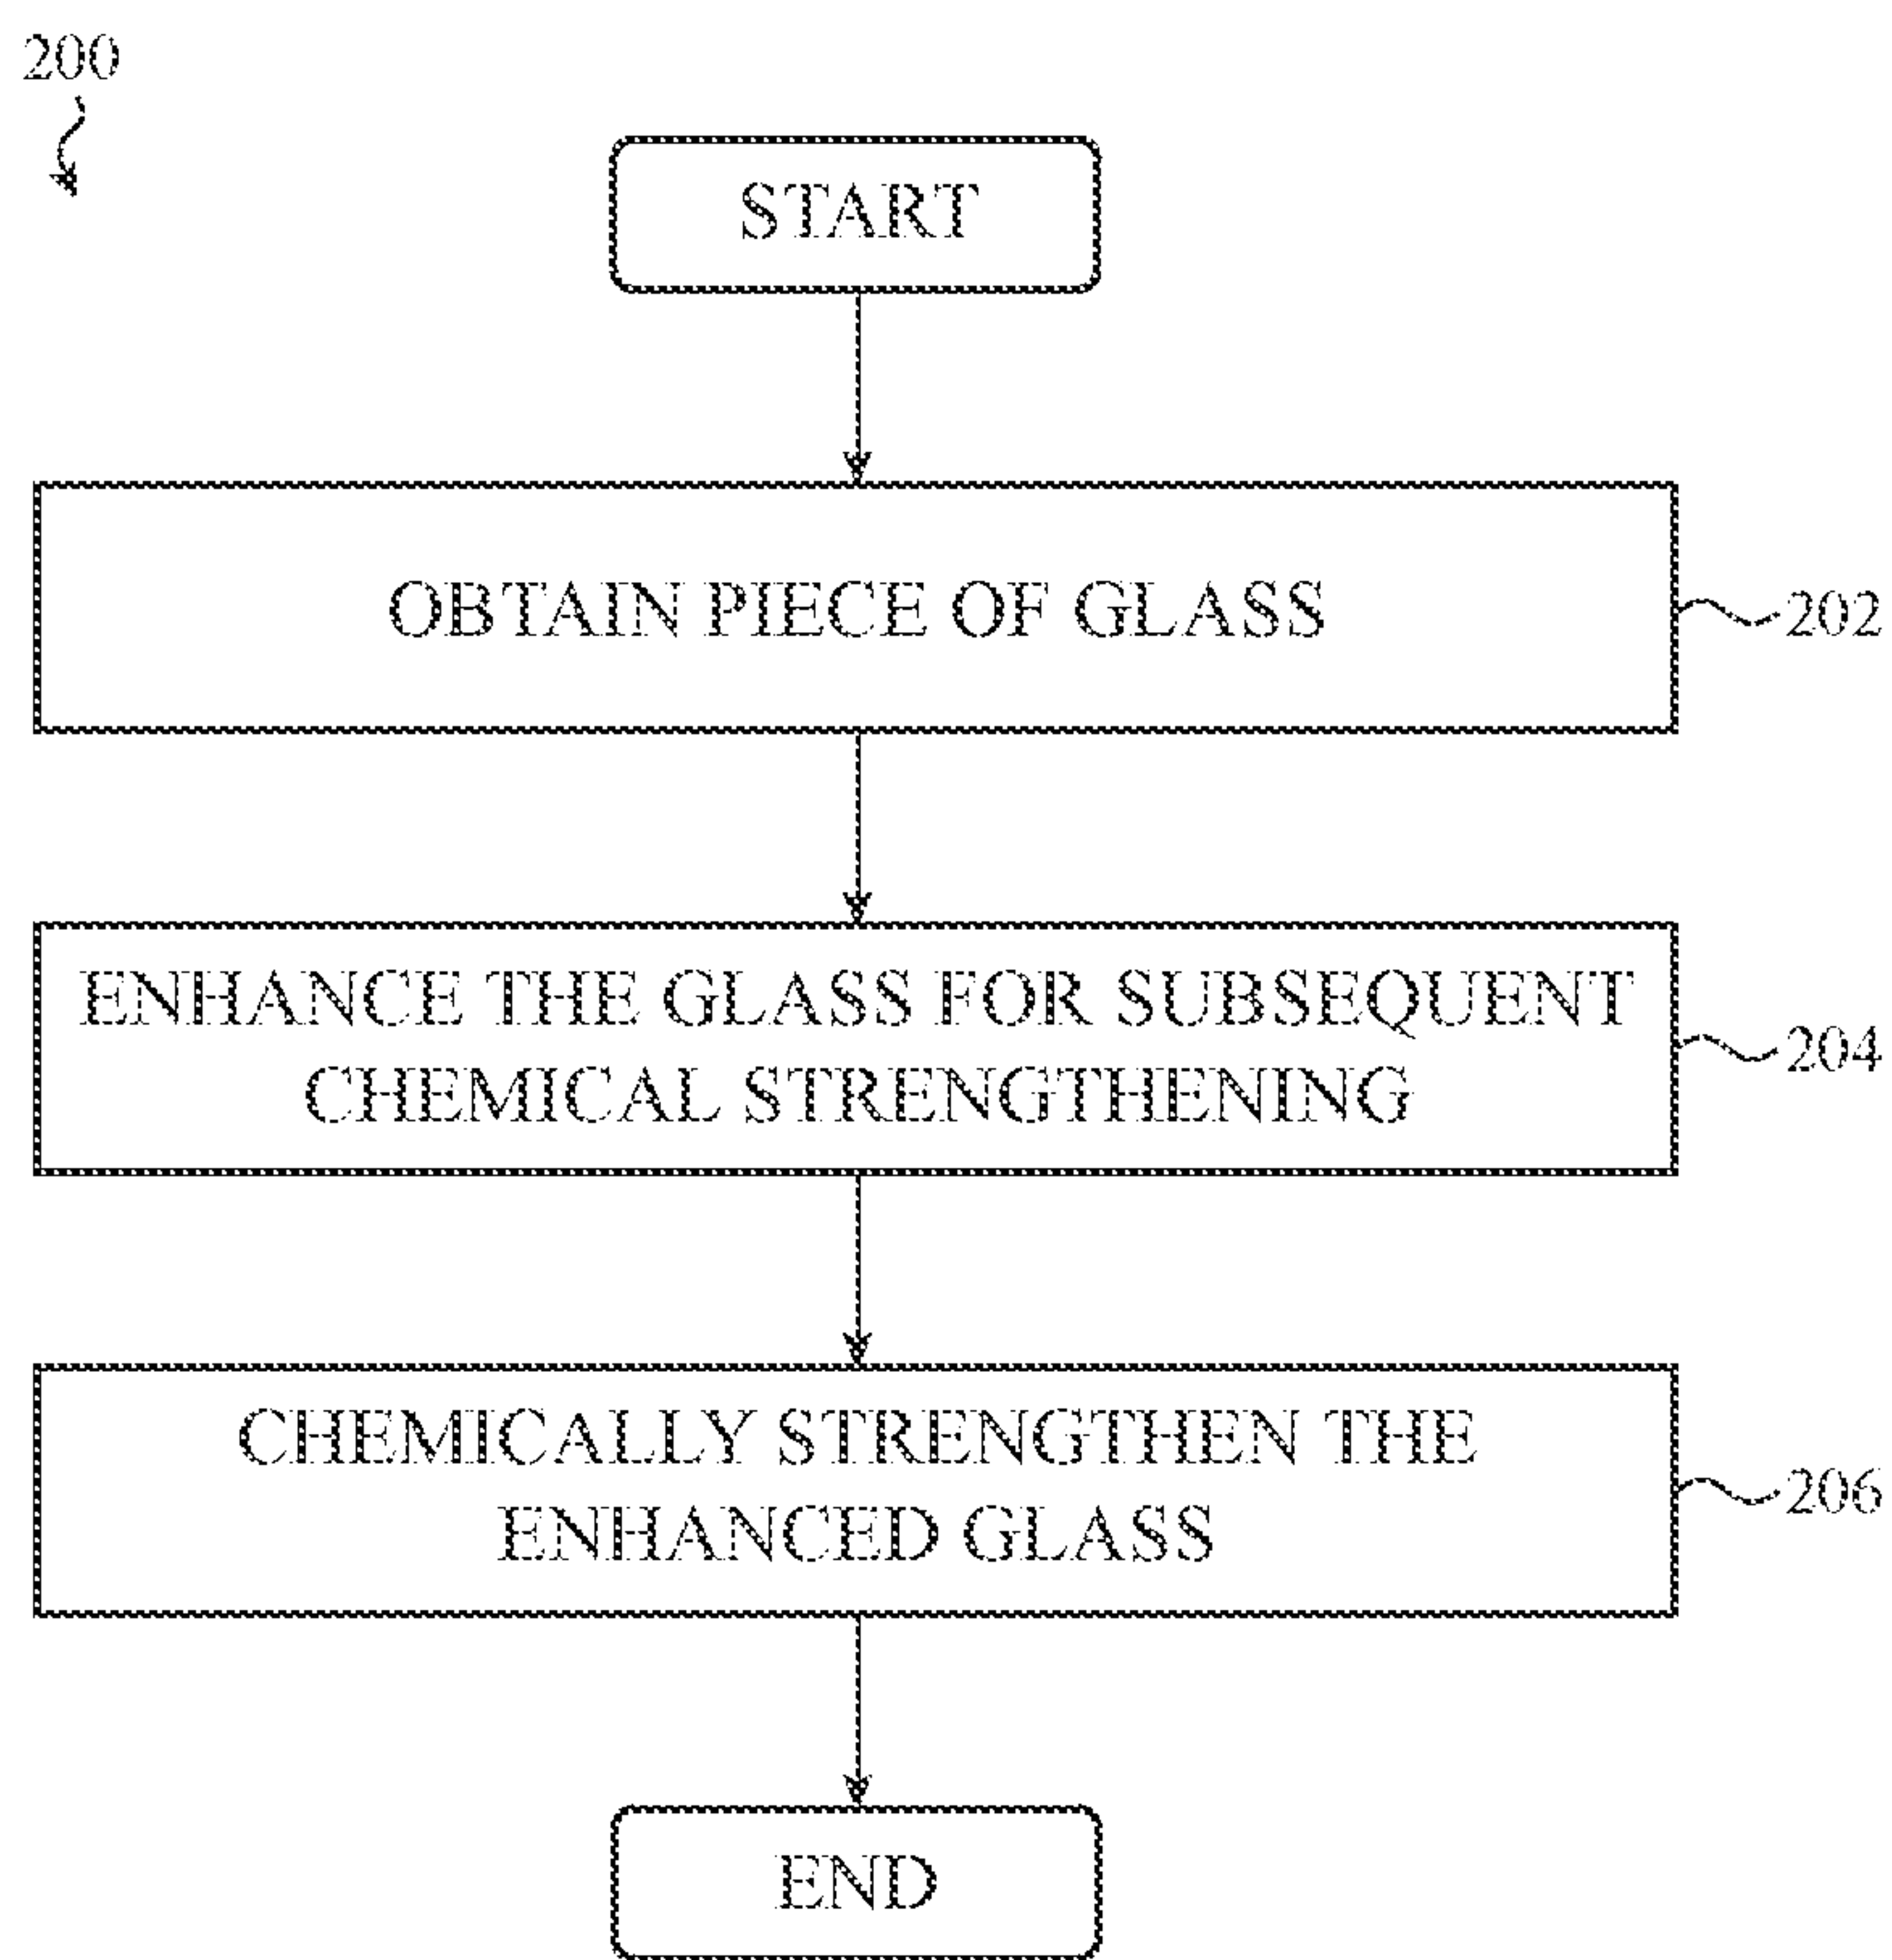 200
START
OBTAIN PIECE OF GLASS
202
ENHANCE THE GLASS FOR SUBSEQUENT
CHEMICAL STRENGTHENING
204
CHEMICALLY STRENGTHEN THE
ENHANCED GLASS
206
END